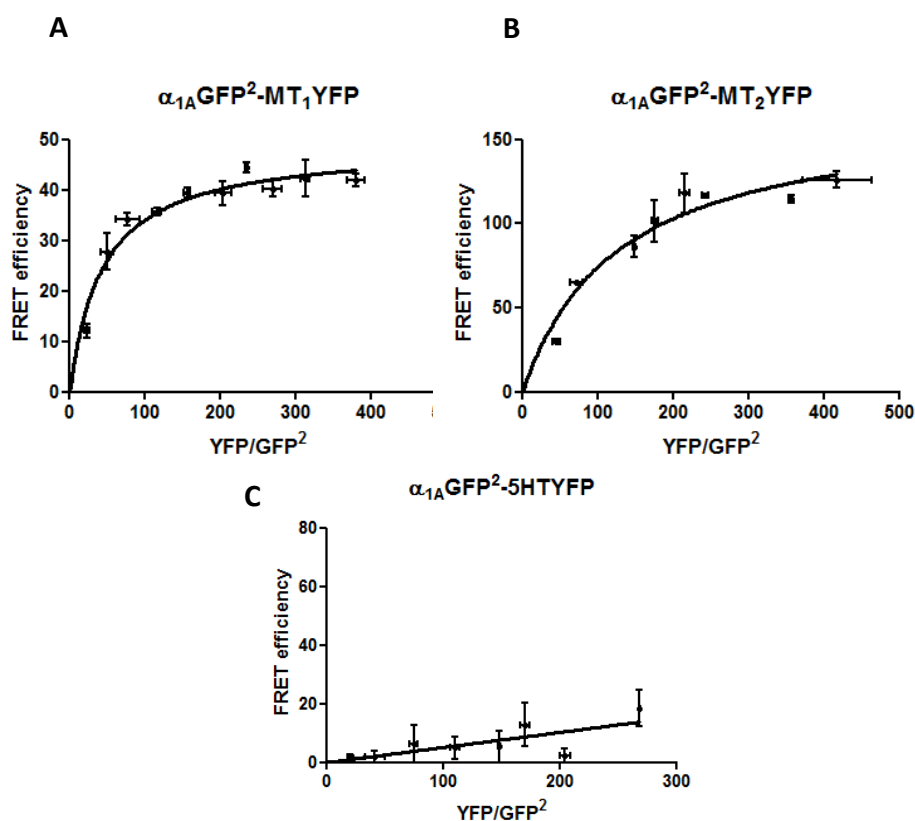 A
B
α1AGFP²-MT1YFP
α1AGFP²-MT2YFP
50
40
30
20
10
0
FRET efficiency
0 100 200 300 400
YFP/GFP²
150
100
50
0
FRET efficiency
0 100 200 300 400 500
YFP/GFP²
C
α1AGFP²-5HTYFP
80
60
40
20
0
FRET efficiency
0 100 200 300
YFP/GFP²